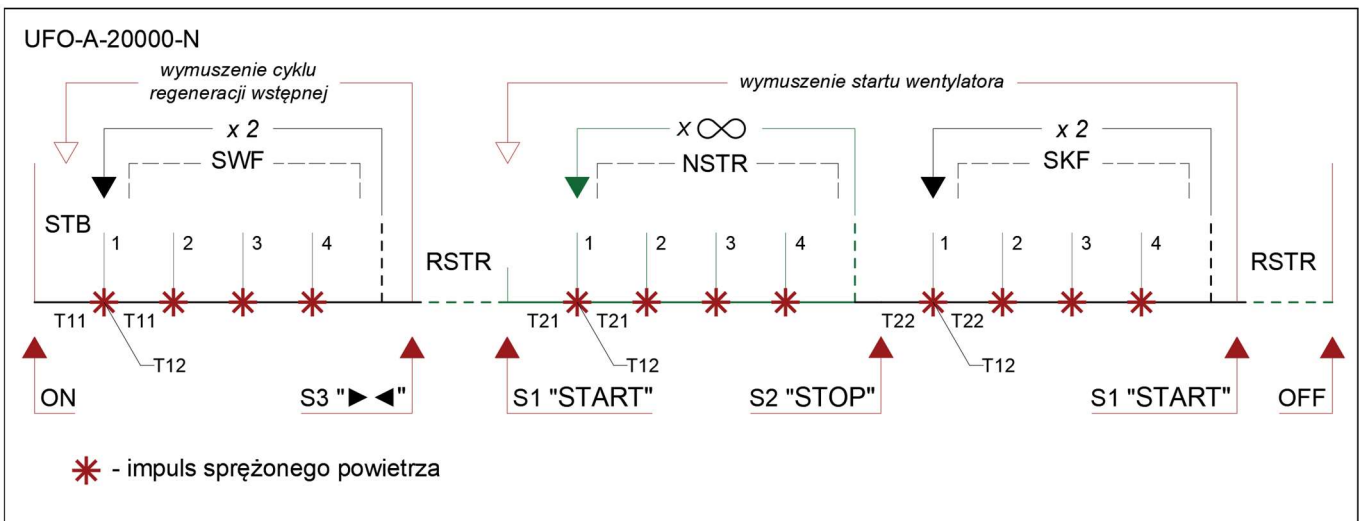 UFO-A-20000-N
wymuszenie cyklu
regeneracji wstępnej
wymuszenie startu wentylatora
x 2
x ∞
x 2
SWF
NSTR
SKF
STB
1 2 3 4
RSTR
1 2 3 4
1 2 3 4
RSTR
T11 T11
T21 T21
T22 T22
T12
T12
T12
ON
S3 "►◄"
S1 "START"
S2 "STOP"
S1 "START"
OFF
- impuls sprężonego powietrza